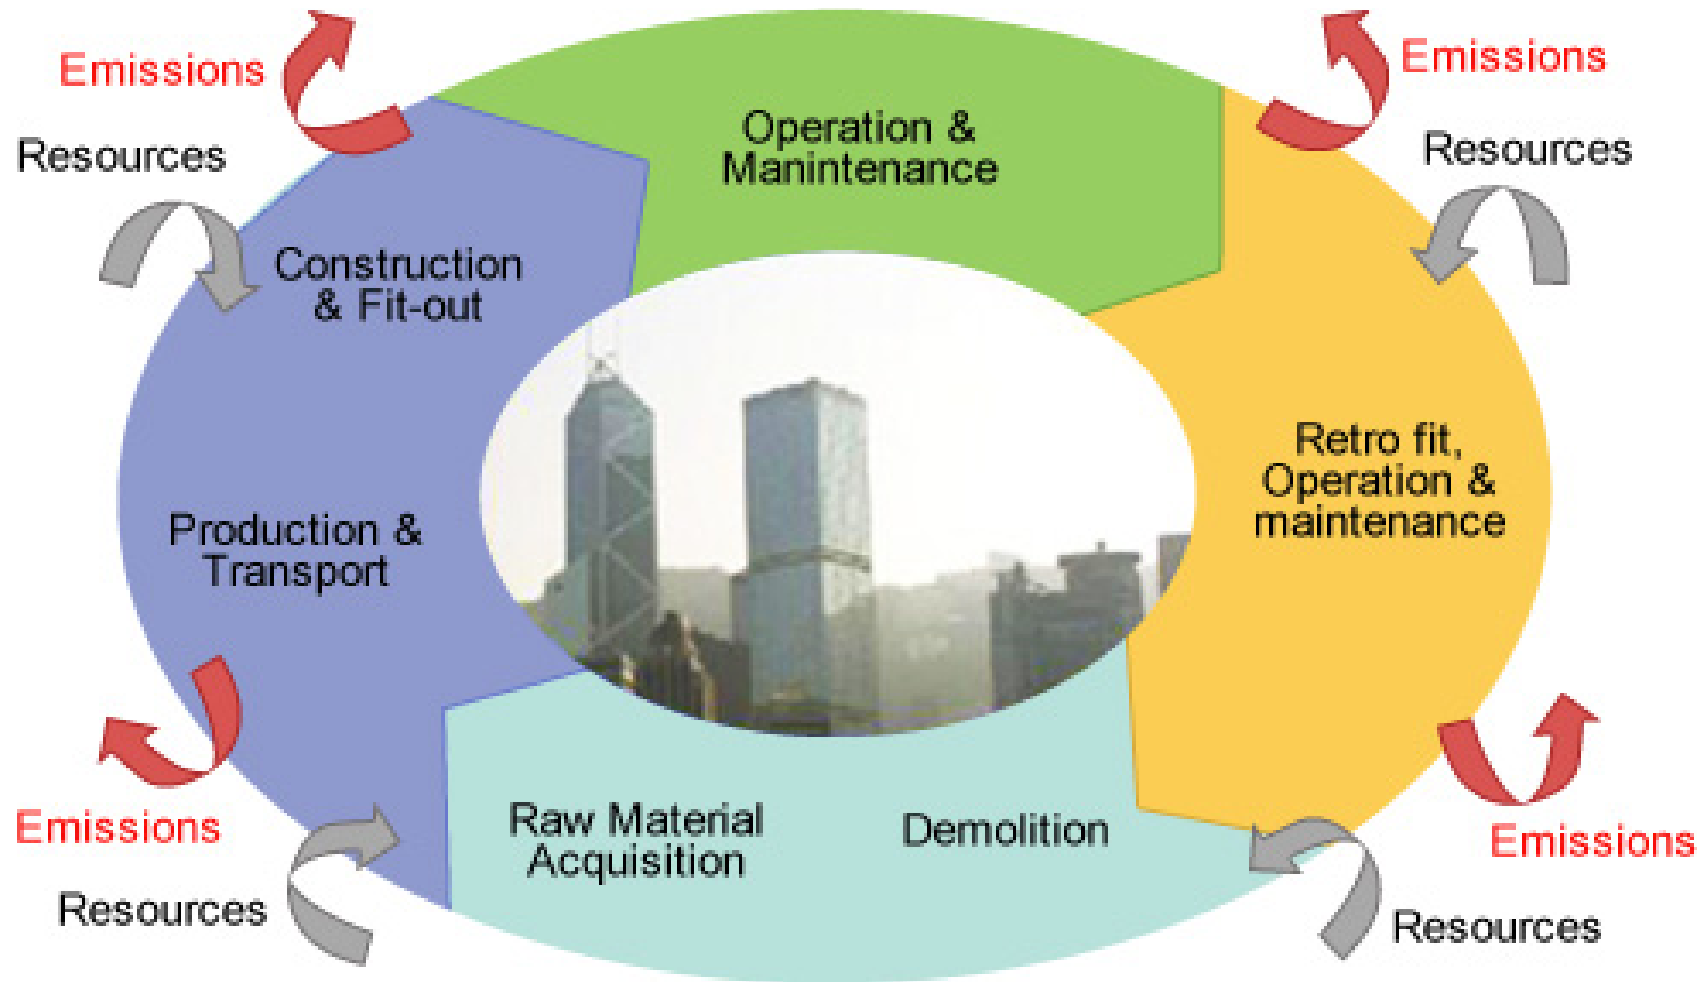 Emissions
Resources
Operation &
Manintenance
Emissions
Resources
Construction
& Fit-out
Retro fit,
Operation &
maintenance
Production &
Transport
Emissions
Resources
Raw Material
Acquisition
Demolition
Emissions
Resources